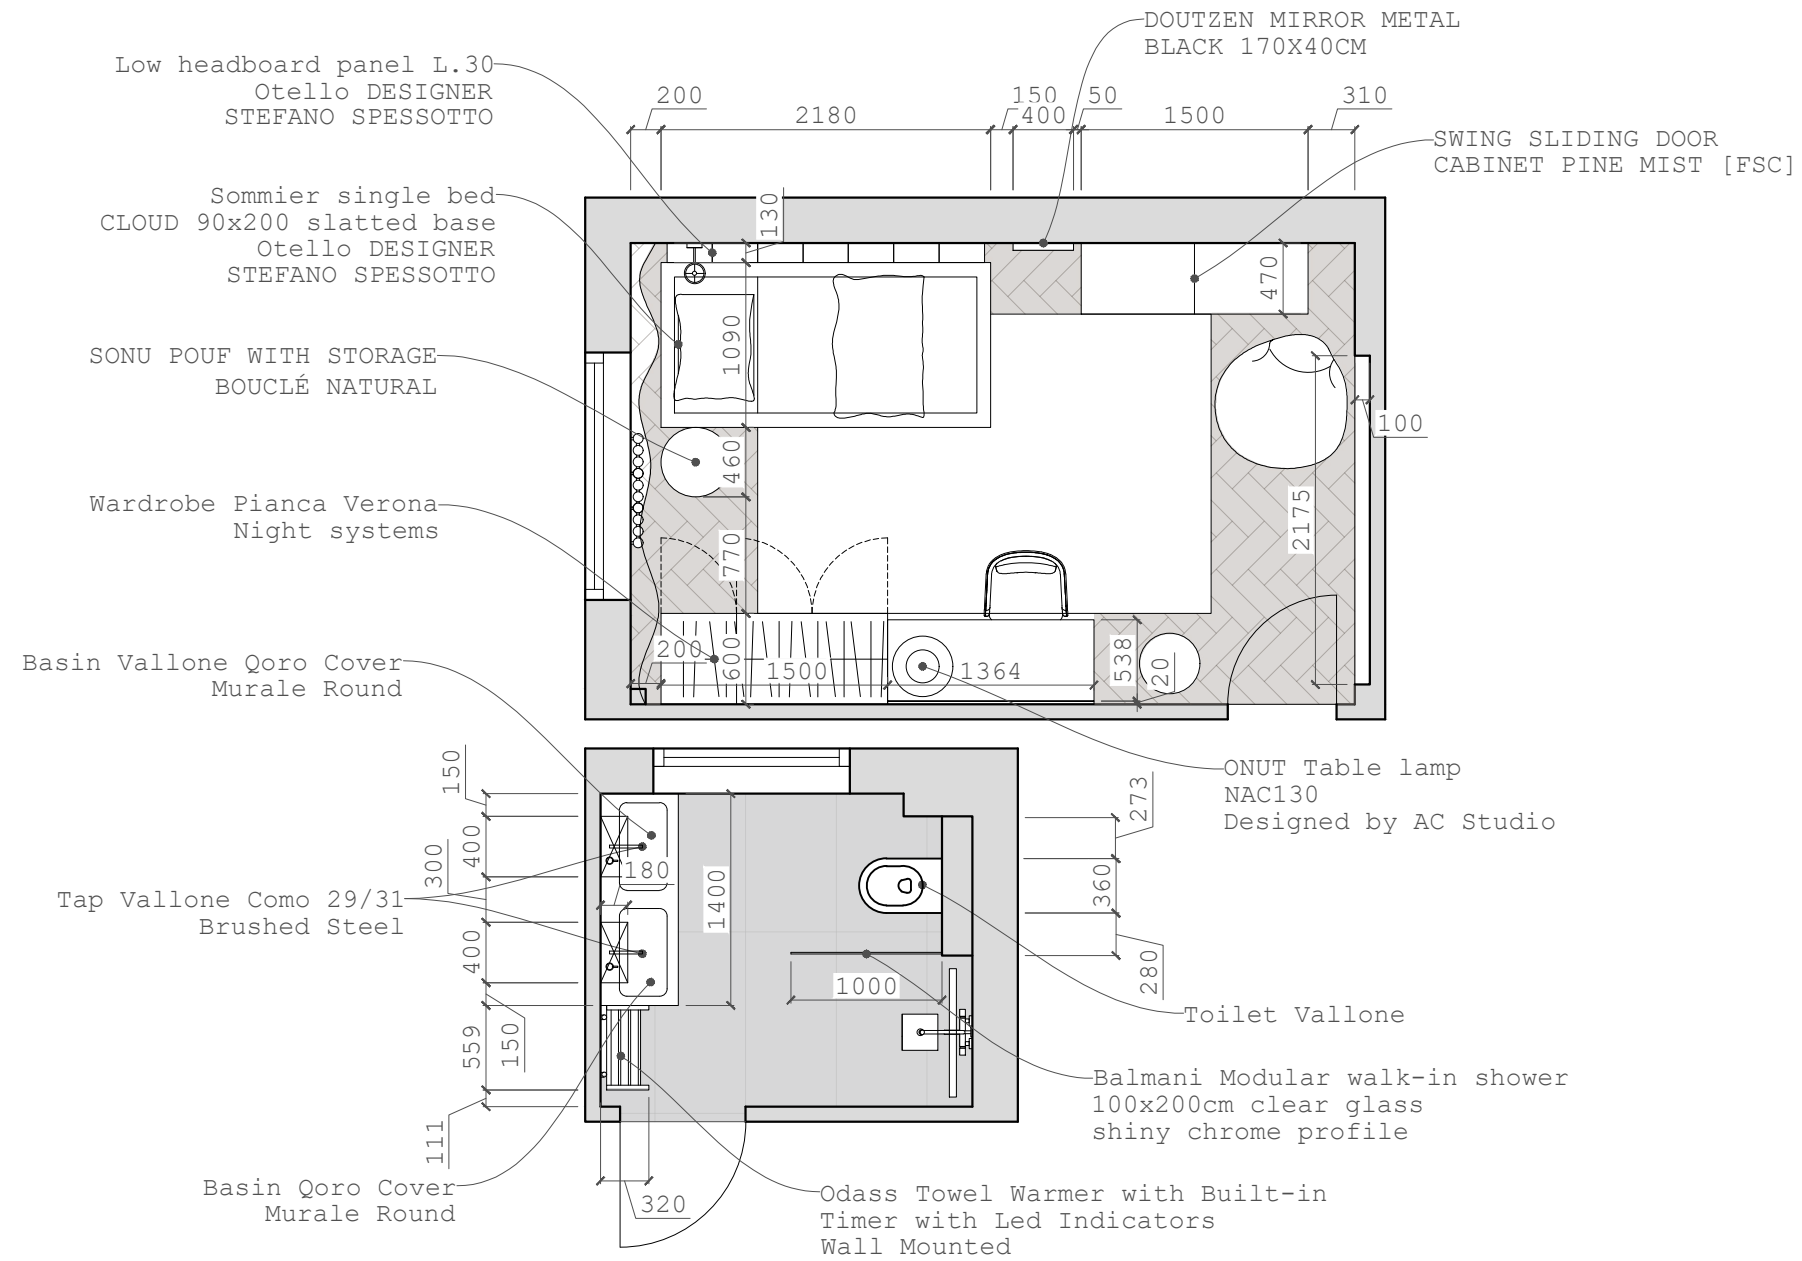 DOUTZEN MIRROR METAL
BLACK 170X40CM
Low headboard panel L.30
Otello DESIGNER
STEFANO SPESSOTTO
200
2180
150
400
50
1500
310
SWING SLIDING DOOR
CABINET PINE MIST [FSC]
Sommier single bed
CLOUD 90x200 slatted base
Otello DESIGNER
STEFANO SPESSOTTO
130
470
1090
SONU POUF WITH STORAGE
BOUCLÉ NATURAL
100
460
2175
Wardrobe Pianca Verona
Night systems
770
200
600
1500
1364
538
20
Basin Vallone Qoro Cover
Murale Round
ONUT Table lamp
NAC130
Designed by AC Studio
150
400
300
180
1400
273
360
Tap Vallone Como 29/31
Brushed Steel
400
280
1000
Toilet Vallone
559
150
Balmani Modular walk-in shower
100x200cm clear glass
shiny chrome profile
111
Basin Qoro Cover
Murale Round
320
Odass Towel Warmer with Built-in
Timer with Led Indicators
Wall Mounted